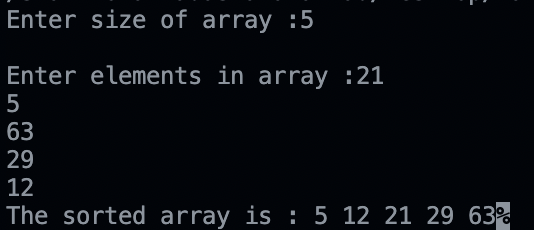 Enter size of array :5
Enter elements in array :21
5
63
29
12
The sorted array is : 5 12 21 29 63%